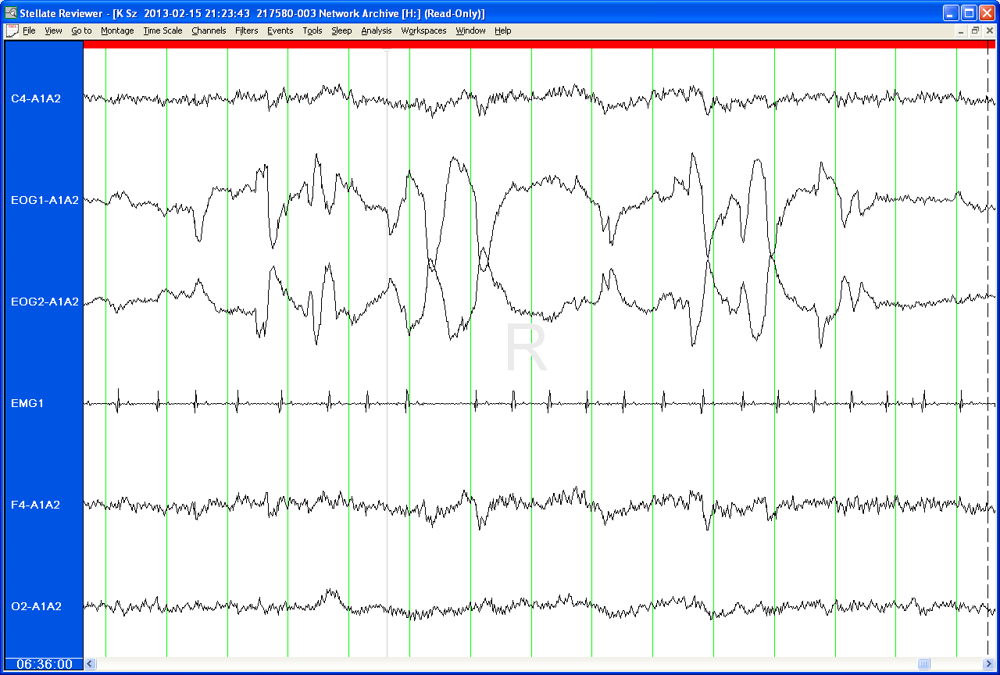 Stellate Reviewer - [K Sz 2013-02-15 21:23:43 217580-003 Network Archive [H:] (Read-Only)]
File View Go to Montage Time Scale Channels Filters Events Tools Sleep Analysis Workspaces Window Help
C4-A1A2
EOG1-A1A2
EOG2-A1A2
R
EMG1
F4-A1A2
O2-A1A2
06:36:00